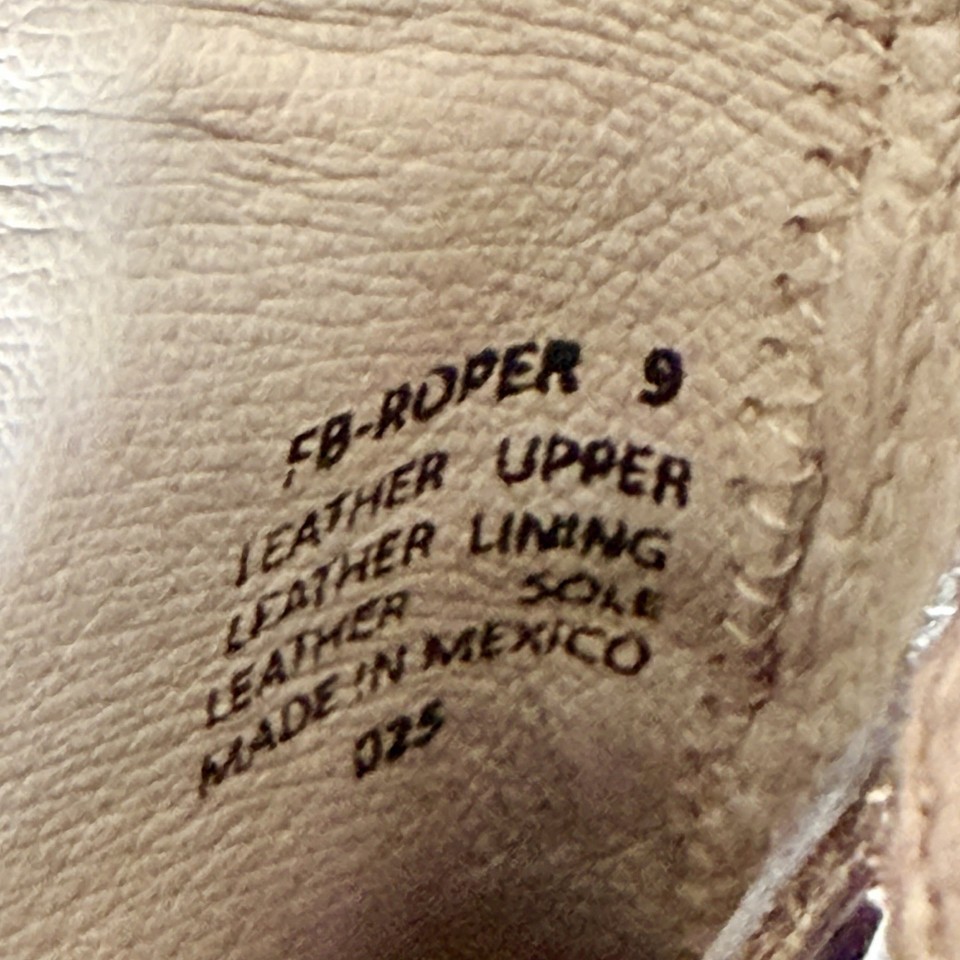 FB-ROPER 9
LEATHER UPPER
LEATHER LINING
LEATHER SOLE
MADE IN MEXICO
025